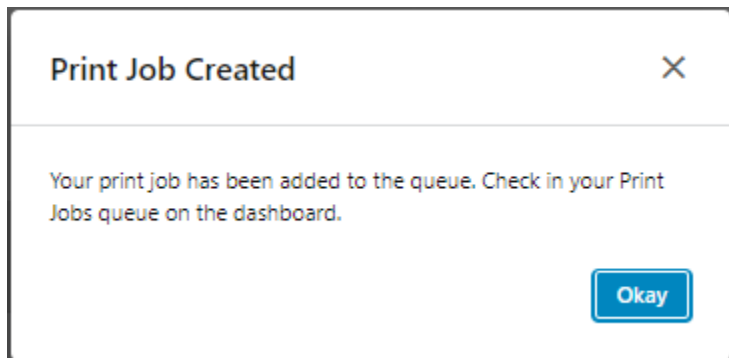 Print Job Created
Your print job has been added to the queue. Check in your Print
Jobs queue on the dashboard.
Okay